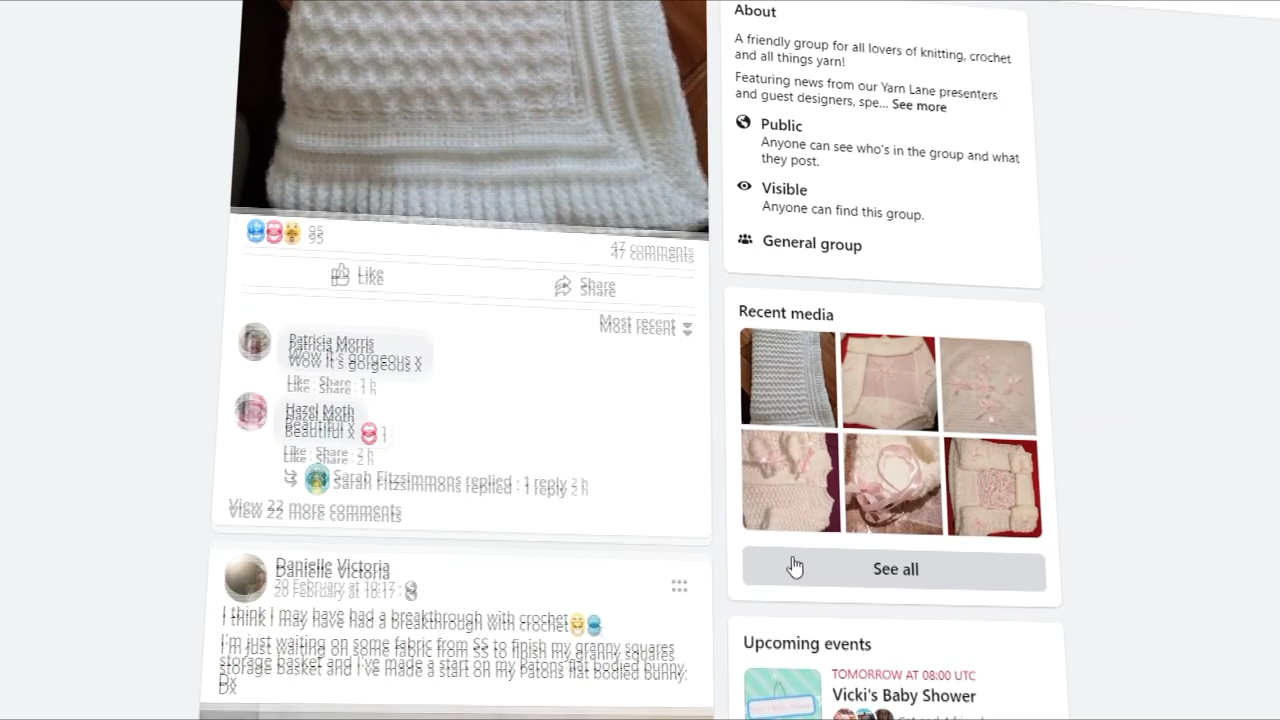 95
47 comments
Like
Share
Most recent
Patricia Morris
Wow it's gorgeous x
Like · Share · 1 h
Hazel Moth
Beautiful x
1
Like · Share · 2 h
Sarah Fitzsimmons replied · 1 reply 2 h
View 22 more comments
Danielle Victoria
20 February at 10:17 ·
I think I may have had a breakthrough with crochet
I'm just waiting on some fabric from SS to finish my granny squares
storage basket and I've made a start on my Patons flat bodied bunny.
Dx
About
A friendly group for all lovers of knitting, crochet
and all things yarn!
Featuring news from our Yarn Lane presenters
and guest designers, spe... See more
Public
Anyone can see who's in the group and what
they post.
Visible
Anyone can find this group.
General group
Recent media
See all
Upcoming events
TOMORROW AT 08:00 UTC
Vicki's Baby Shower